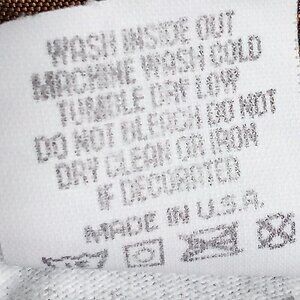 WASH INSIDE OUT
MACHINE WASH COLD
TUMBLE DRY LOW
DO NOT BLEACH DO NOT
DRY CLEAN OR IRON
IF DECORATED
MADE IN U.S.A.